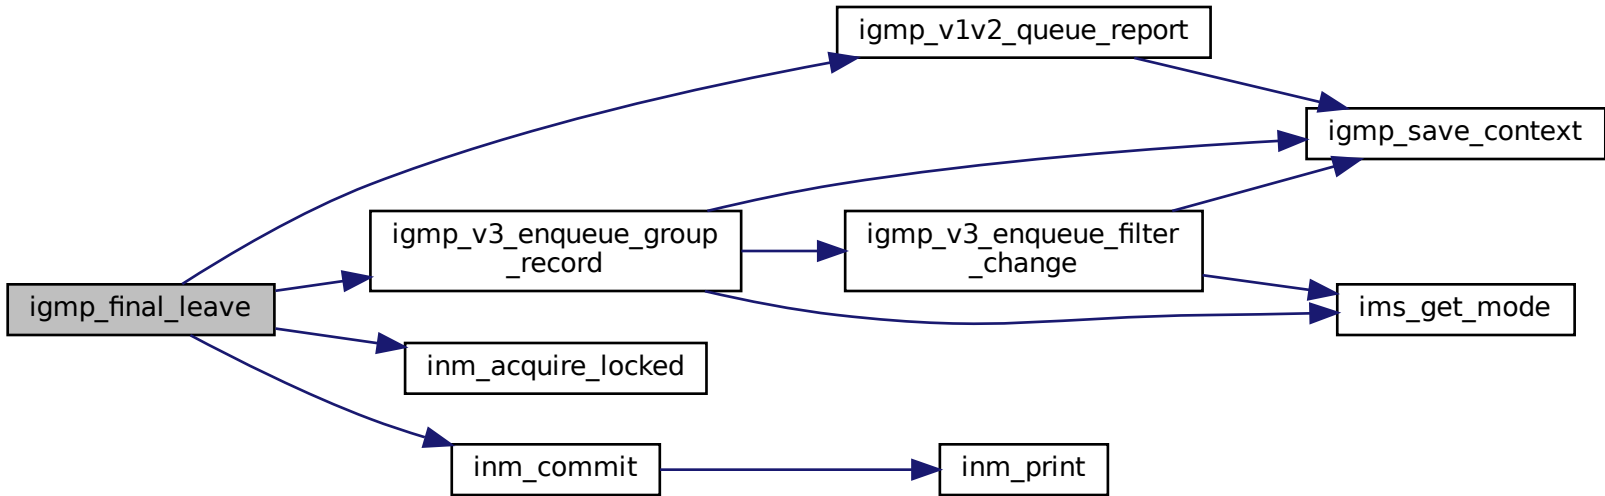 igmp_v1v2_queue_report
igmp_save_context
igmp_v3_enqueue_group
_record
igmp_v3_enqueue_filter
_change
igmp_final_leave
ims_get_mode
inm_acquire_locked
inm_commit
inm_print